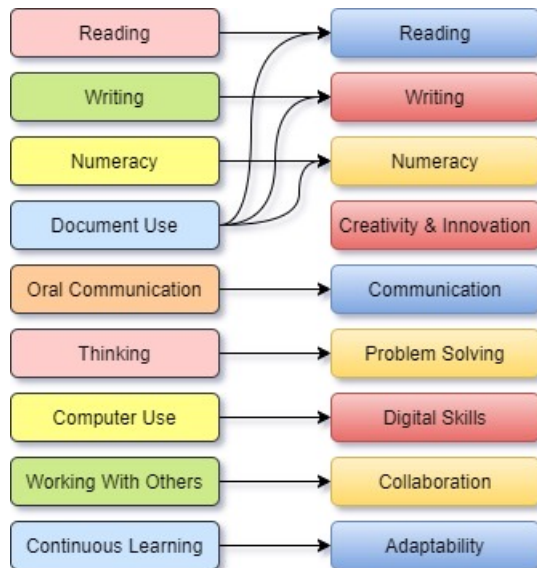 Reading
Reading
Writing
Writing
Numeracy
Numeracy
Document Use
Creativity & Innovation
Oral Communication
Communication
Thinking
Problem Solving
Computer Use
Digital Skills
Working With Others
Collaboration
Continuous Learning
Adaptability